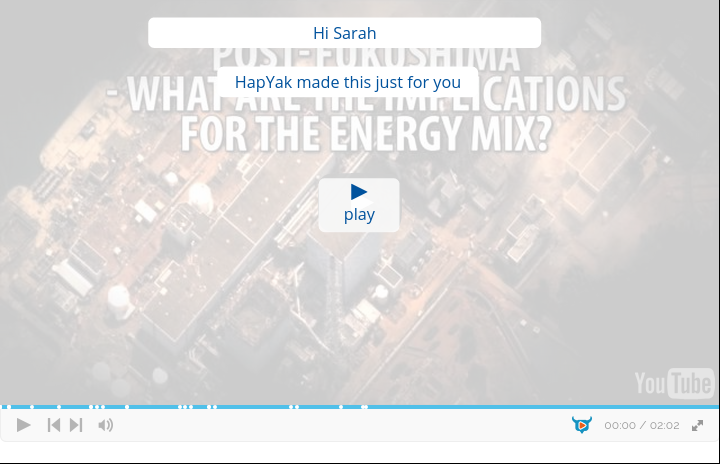 Hi Sarah
POST-FUKUSHIMA
HapYak made this just for you
- WHAT ARE THE IMPLICATIONS
FOR THE ENERGY MIX?
play
YouTube
00:00 / 02:02